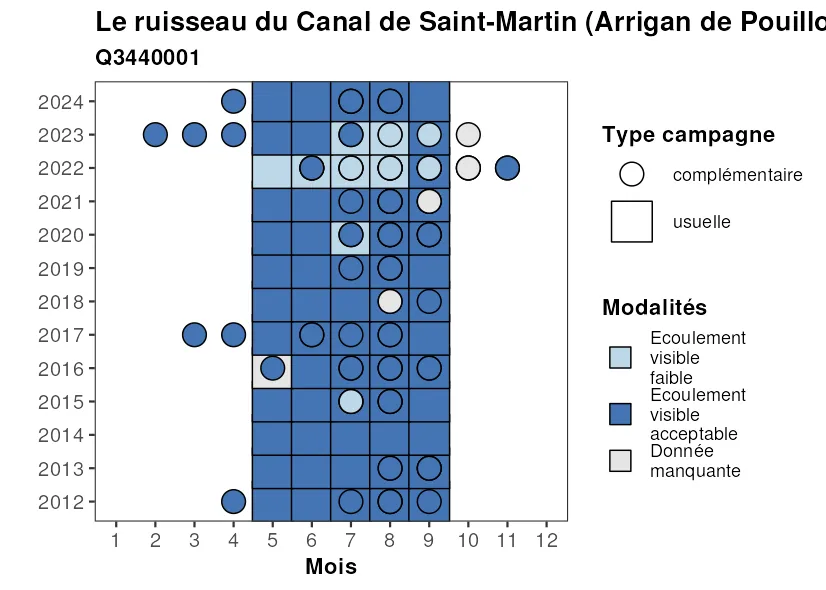 Le ruisseau du Canal de Saint-Martin (Arrigan de Pouillo
Q3440001
2024
2023
2022
2021
2020
2019
2018
2017
2016
2015
2014
2013
2012
1 2 3 4 5 6 7 8 9 10 11 12
Mois
Type campagne
complémentaire
usuelle
Modalités
Ecoulement
visible
faible
Ecoulement
visible
acceptable
Donnée
manquante